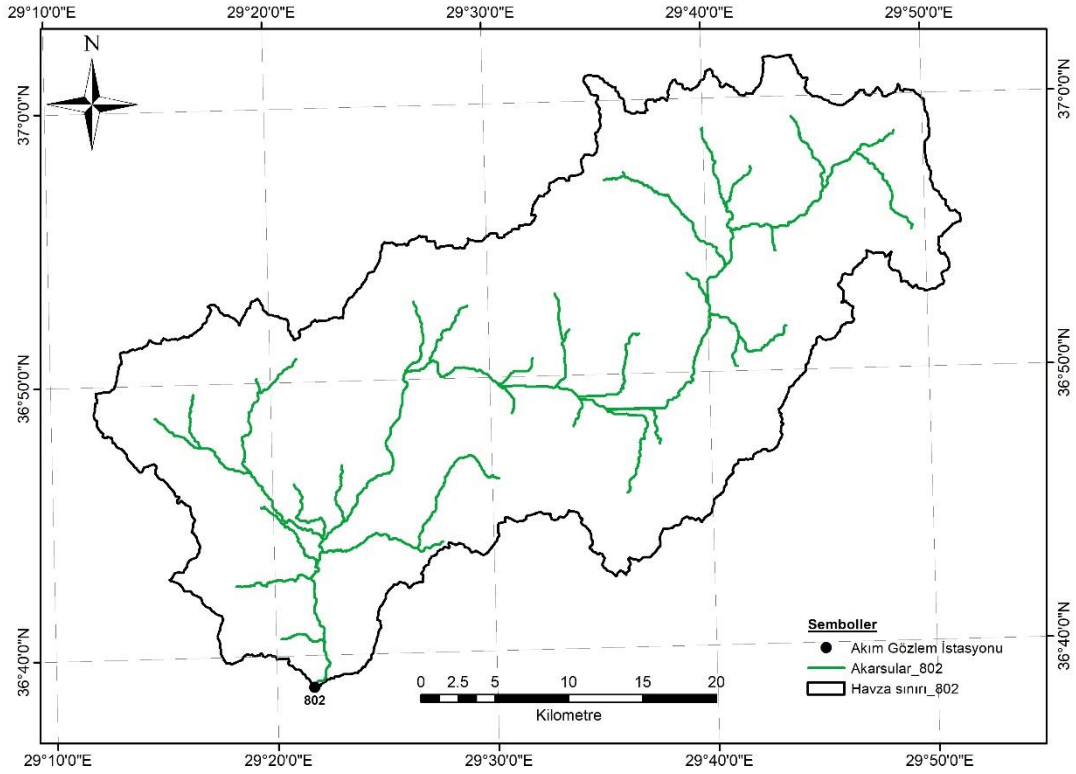 29°10'0"E 29°20'0"E 29°30'0"E 29°40'0"E 29°50'0"E
N
37°0'0"N 37°0'0"N
36°50'0"N 36°50'0"N
36°40'0"N 36°40'0"N
Semboller
Akım Gözlem İstasyonu
Akarsular_802
Havza sınırı_802
802
0 2.5 5 10 15 20
Kilometre
29°10'0"E 29°20'0"E 29°30'0"E 29°40'0"E 29°50'0"E